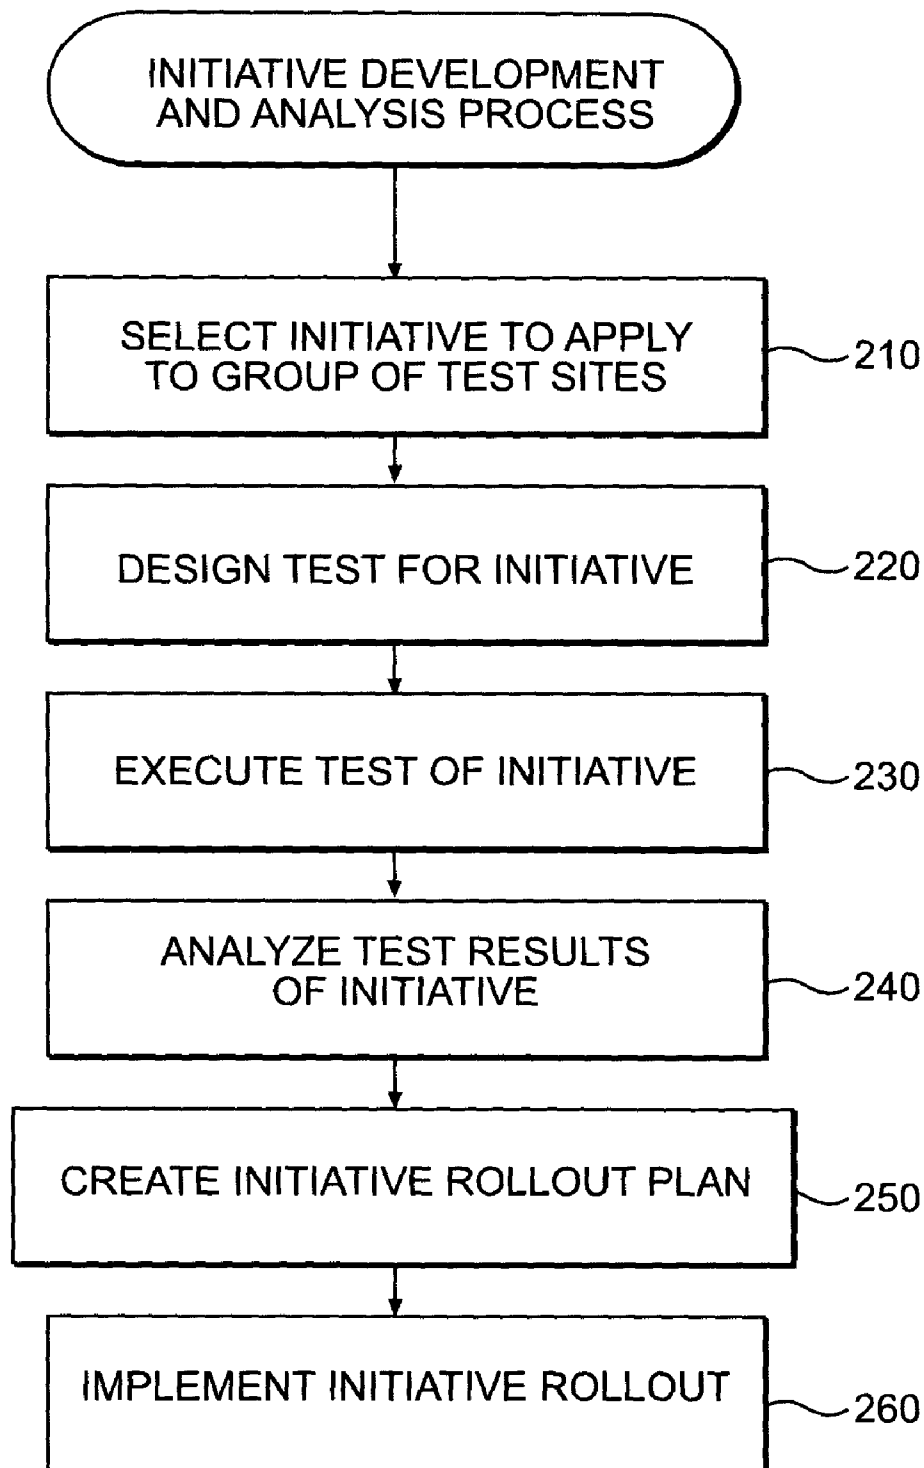 INITIATIVE DEVELOPMENT
AND ANALYSIS PROCESS
SELECT INITIATIVE TO APPLY
TO GROUP OF TEST SITES
210
DESIGN TEST FOR INITIATIVE
220
EXECUTE TEST OF INITIATIVE
230
ANALYZE TEST RESULTS
OF INITIATIVE
240
CREATE INITIATIVE ROLLOUT PLAN
250
IMPLEMENT INITIATIVE ROLLOUT
260